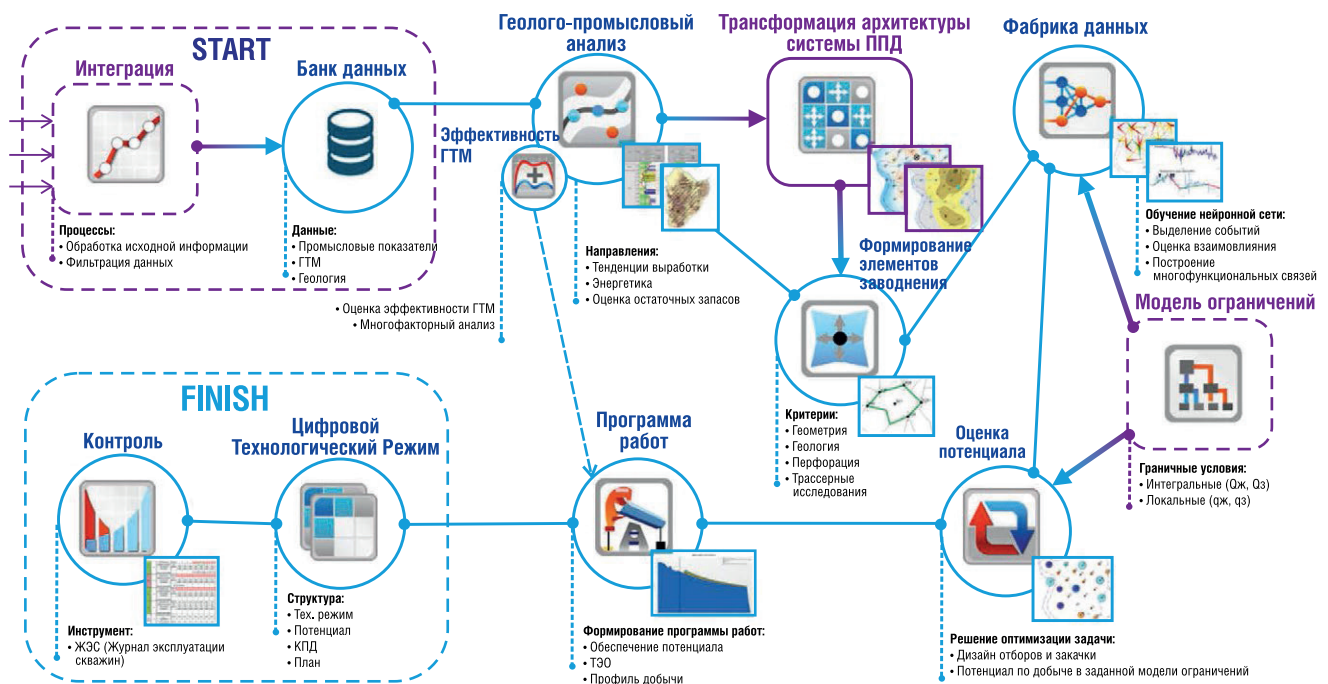 START
Интеграция
Процессы:
• Обработка исходной информации
• Фильтрация данных
Банк данных
Данные:
• Промысловые показатели
• ГТМ
• Геология
Геолого-промысловый
анализ
Эффективность
ГТМ
• Оценка эффективности ГТМ
• Многофакторный анализ
Направления:
• Тенденции выработки
• Энергетика
• Оценка остаточных запасов
Трансформация архитектуры
системы ППД
Формирование
элементов
заводнения
Критерии:
• Геометрия
• Геология
• Перфорация
• Трассерные
исследования
Фабрика данных
Обучение нейронной сети:
• Выделение событий
• Оценка взаимовлияния
• Построение
многофункциональных связей
Модель ограничений
Граничные условия:
• Интегральные (Qж, Qз)
• Локальные (qж, qз)
Оценка
потенциала
Решение оптимизации задачи:
• Дизайн отборов и закачки
• Потенциал по добыче в заданной модели ограничений
Программа
работ
Формирование программы работ:
• Обеспечение потенциала
• ТЭО
• Профиль добычи
FINISH
Цифровой
Технологический Режим
Структура:
• Тех. режим
• Потенциал
• КПД
• План
Контроль
Инструмент:
• ЖЭС (Журнал эксплуатации
скважин)